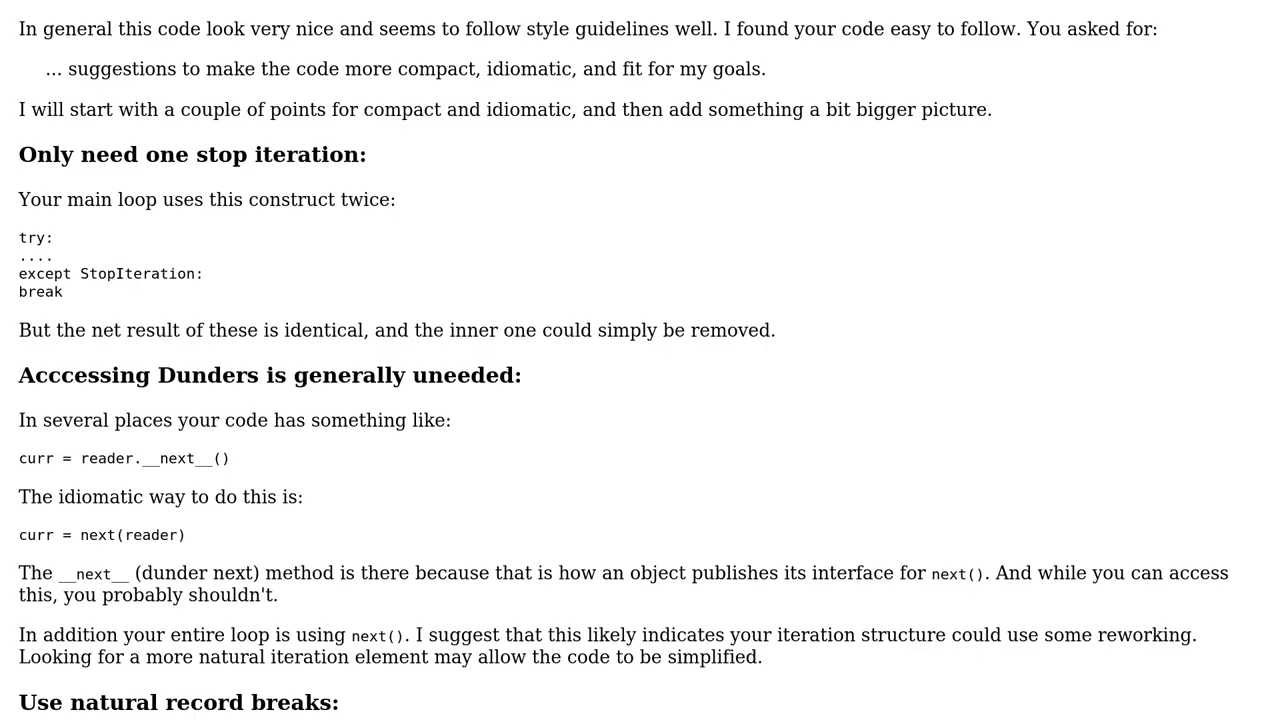 In general this code look very nice and seems to follow style guidelines well. I found your code easy to follow. You asked for:
... suggestions to make the code more compact, idiomatic, and fit for my goals.
I will start with a couple of points for compact and idiomatic, and then add something a bit bigger picture.
Only need one stop iteration:
Your main loop uses this construct twice:
try:
....
except StopIteration:
break
But the net result of these is identical, and the inner one could simply be removed.
Acccessing Dunders is generally uneeded:
In several places your code has something like:
curr = reader.__next__()
The idiomatic way to do this is:
curr = next(reader)
The __next__ (dunder next) method is there because that is how an object publishes its interface for next(). And while you can access
this, you probably shouldn't.
In addition your entire loop is using next(). I suggest that this likely indicates your iteration structure could use some reworking.
Looking for a more natural iteration element may allow the code to be simplified.
Use natural record breaks: